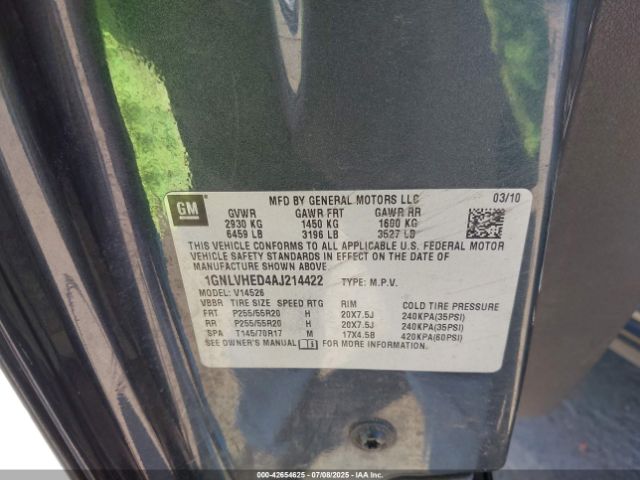 GM
MFD BY GENERAL MOTORS LLC 03/10
GVWR GAWR FRT GAWR RR
2930 KG 1450 KG 1600 KG
6459 LB 3196 LB 3527 LB
THIS VEHICLE CONFORMS TO ALL APPLICABLE U.S. FEDERAL MOTOR
VEHICLE SAFETY STANDARDS IN EFFECT ON THE DATE OF
MANUFACTURE SHOWN ABOVE.
1GNLVHED4AJ214422 TYPE: M.P.V.
MODEL: V14526
VBBR TIRE SIZE SPEED RTG RIM COLD TIRE PRESSURE
FRT P255/55R20 H 20X7.5J 240KPA(35PSI)
RR P255/55R20 H 20X7.5J 240KPA(35PSI)
SPA T145/70R17 M 17X4.5B 420KPA(60PSI)
SEE OWNER'S MANUAL FOR MORE INFORMATION.
000-42654625 07/08/2025 IAAI.COM